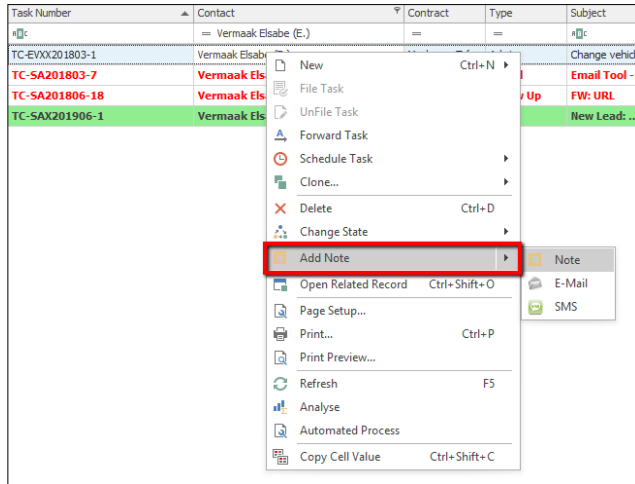 Task Number Contact Contract Type Subject
= Vermaak Elsabe (E.) = =
TC-EVXX201803-1 Vermaak Elsabe Change vehic
TC-SA201803-7 Vermaak Els Email Tool -
TC-SA201806-18 Vermaak Els Up FW: URL
TC-SAX201906-1 Vermaak Els New Lead: ..
New Ctrl+N
File Task
UnFile Task
Forward Task
Schedule Task
Clone...
Delete Ctrl+D
Change State
Add Note
Note
Open Related Record Ctrl+Shift+O
E-Mail
Page Setup...
SMS
Print... Ctrl+P
Print Preview...
Refresh F5
Analyse
Automated Process
Copy Cell Value Ctrl+Shift+C